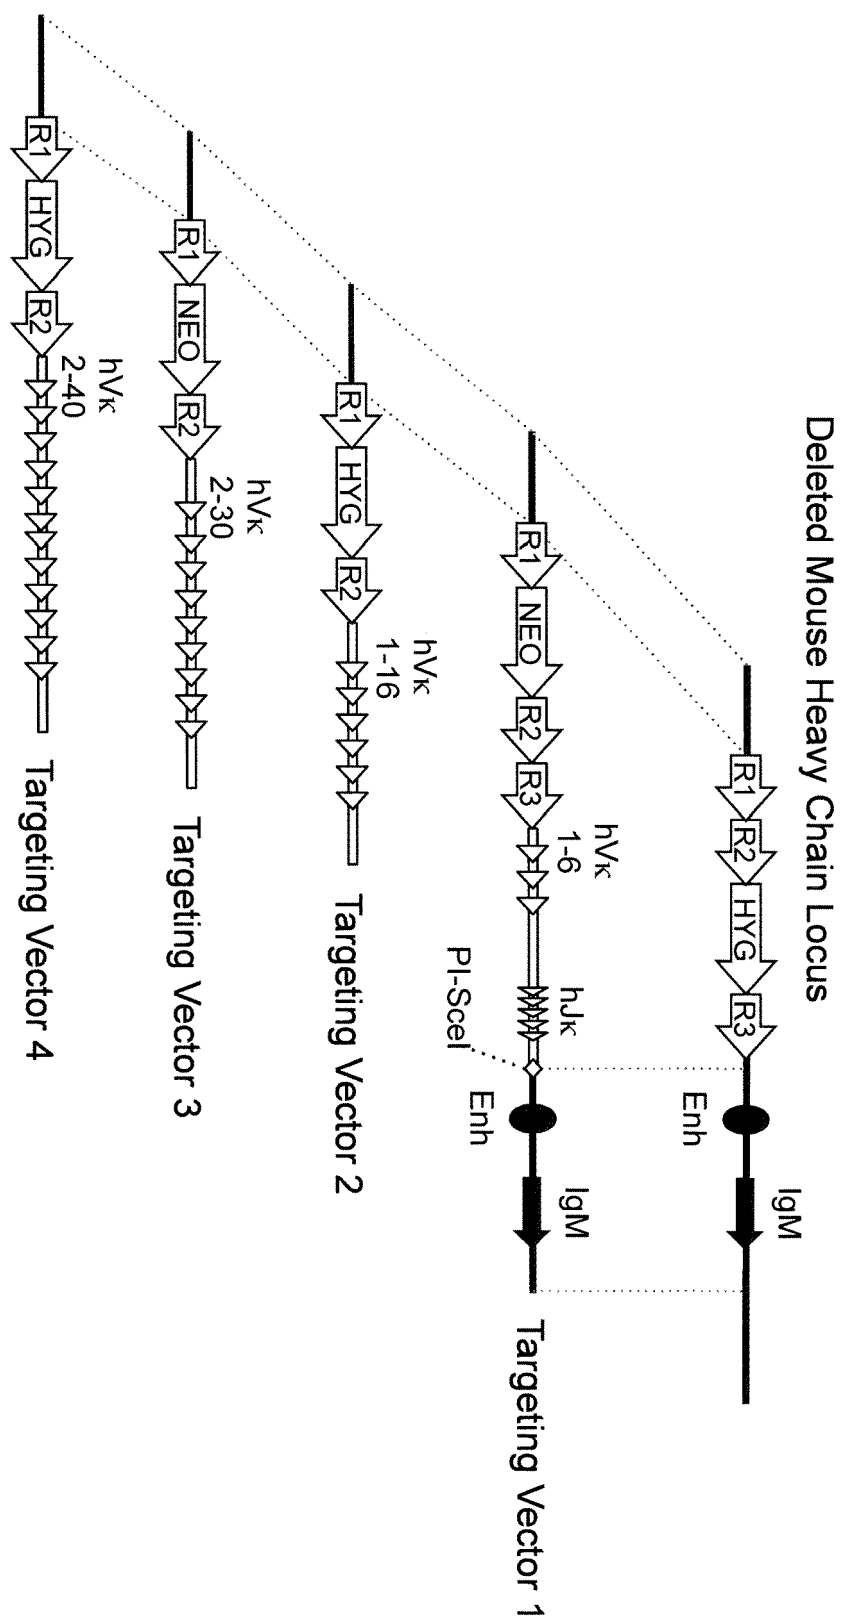 Deleted Mouse Heavy Chain Locus
R1 R2 HYG R3
Enh
IgM
hVκ
1-6
hJκ
R1 NEO R2 R3
PI-SceI
Enh
IgM
Targeting Vector 1
hVκ
1-16
R1 HYG R2
Targeting Vector 2
hVκ
2-30
R1 NEO R2
Targeting Vector 3
hVκ
2-40
R1 HYG R2
Targeting Vector 4